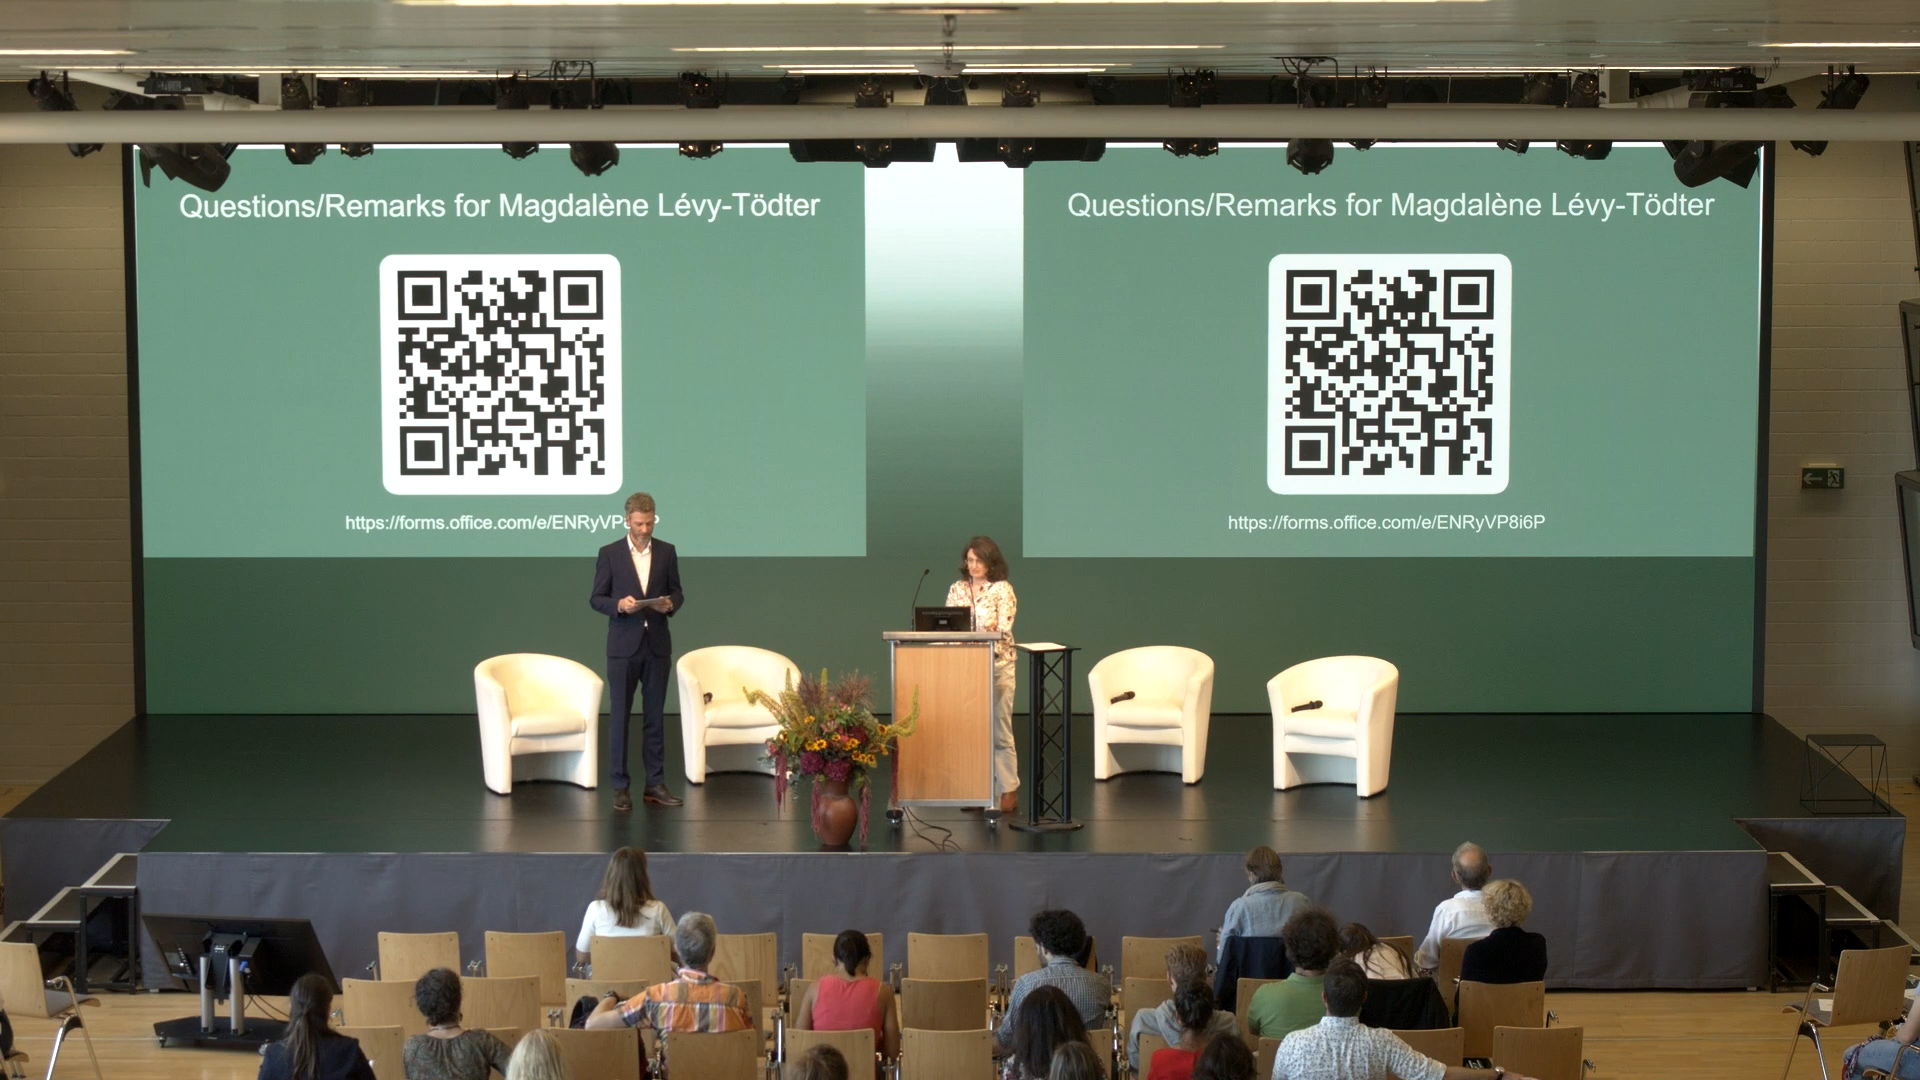 Questions/Remarks for Magdalène Lévy-Tödter
https://forms.office.com/e/ENRyVP
Questions/Remarks for Magdalène Lévy-Tödter
https://forms.office.com/e/ENRyVP8i6P